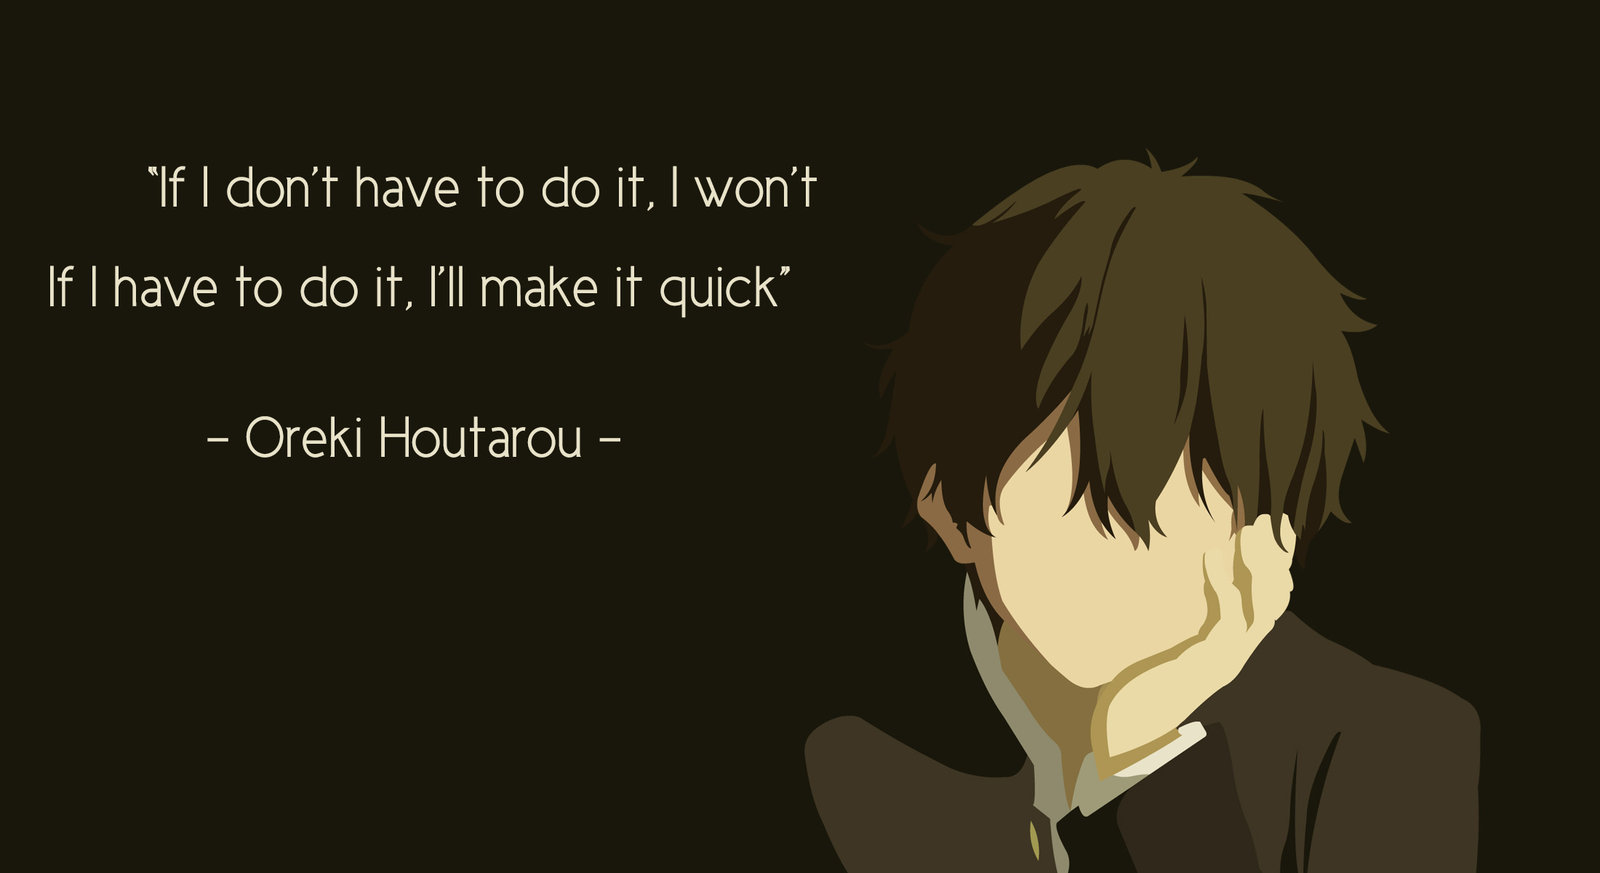 “If I don’t have to do it, I won’t
If I have to do it, I’ll make it quick”
– Oreki Houtarou –